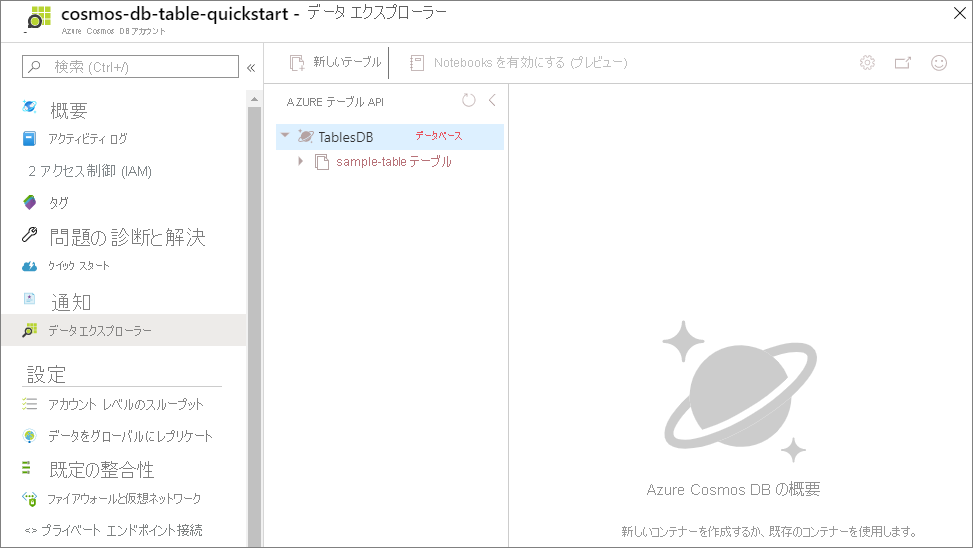 cosmos-db-table-quickstart - データ エクスプローラー
Azure Cosmos DB アカウント
検索 (Ctrl+/)
«
概要
アクティビティ ログ
2 アクセス制御 (IAM)
タグ
問題の診断と解決
クイック スタート
通知
データエクスプローラー
設定
アカウント レベルのスループット
データをグローバルにレプリケート
既定の整合性
ファイアウォールと仮想ネットワーク
<> プライベート エンドポイント接続
新しいテーブル
Notebooks を有効にする (プレビュー)
AZURE テーブル API
TablesDB データベース
sample-table テーブル
Azure Cosmos DB の概要
新しいコンテナーを作成するか、既存のコンテナーを使用します。